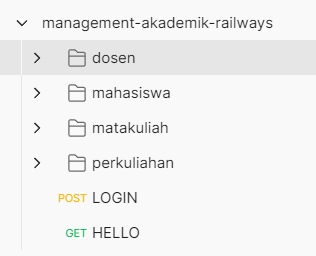 management-akademik-railways
dosen
mahasiswa
matakuliah
perkuliahan
POST LOGIN
GET HELLO